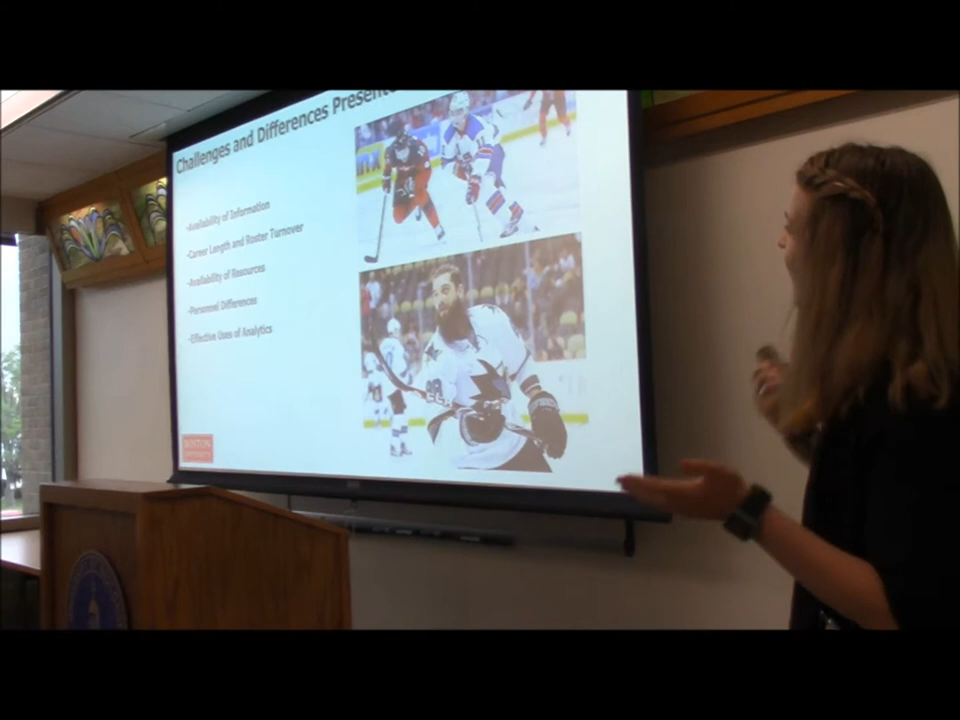 Challenges and Differences Present
-Availability of Information
-Career Length and Roster Turnover
-Availability of Resources
-Personnel Differences
-Effective Uses of Analytics
BOSTON
UNIVERSITY